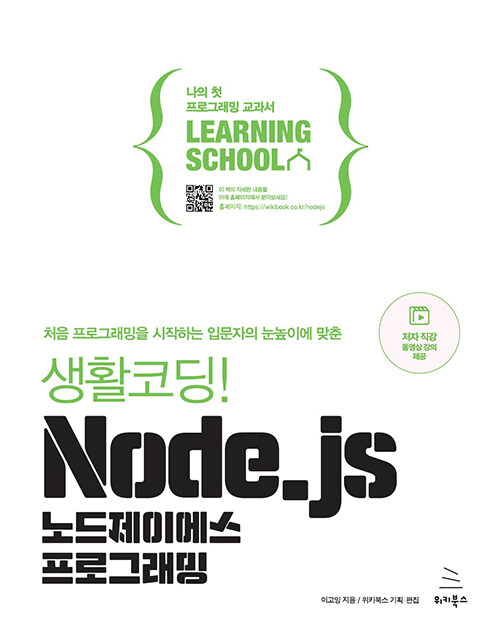 나의 첫
프로그래밍 교과서
LEARNING
SCHOOL
이 책의 자세한 내용을
아래 홈페이지에서 찾아보세요!
홈페이지: https://wikibook.co.kr/nodejs
저자 직강
동영상 강의
제공
처음 프로그래밍을 시작하는 입문자의 눈높이에 맞춘
생활코딩!
Node.js
노드제이에스
프로그래밍
이고잉 지음 / 위키북스 기획·편집
위키북스